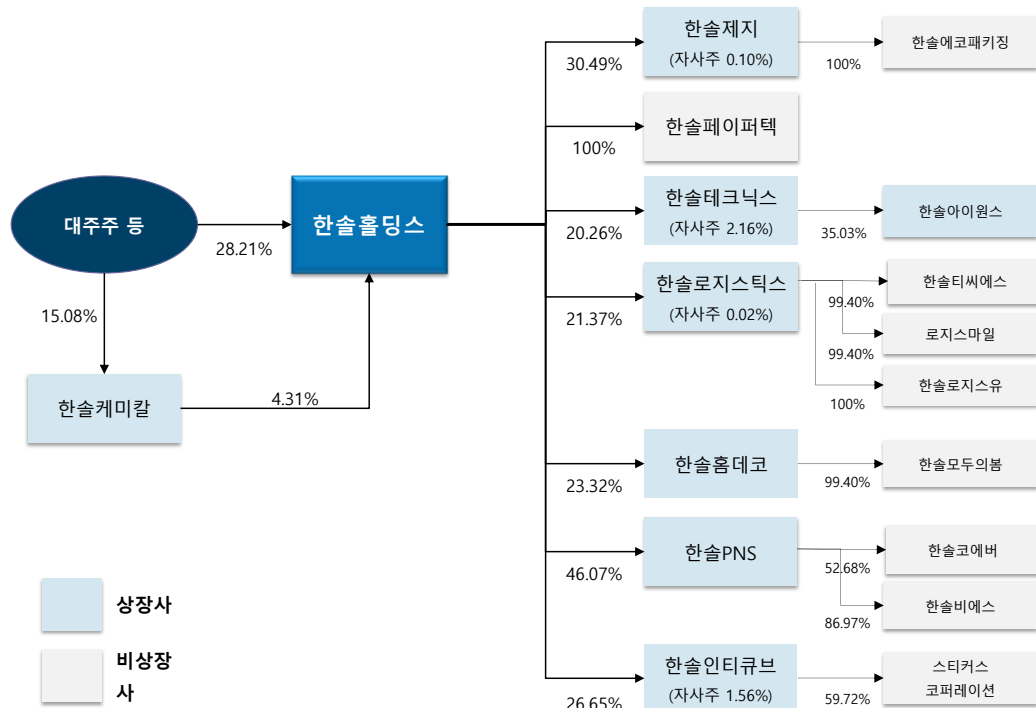 한솔제지
(자사주 0.10%)
30.49%
한솔에코패키징
100%
한솔페이퍼텍
100%
대주주 등
28.21%
한솔홀딩스
한솔테크닉스
(자사주 2.16%)
20.26%
한솔아이원스
35.03%
한솔로지스틱스
(자사주 0.02%)
21.37%
한솔티씨에스
99.40%
로지스마일
99.40%
한솔로지스유
100%
15.08%
한솔케미칼
4.31%
한솔홈데코
23.32%
한솔모두의봄
99.40%
한솔PNS
46.07%
한솔코에버
52.68%
한솔비에스
86.97%
한솔인티큐브
(자사주 1.56%)
26.65%
스티커스
코퍼레이션
59.72%
상장사
비상장
사